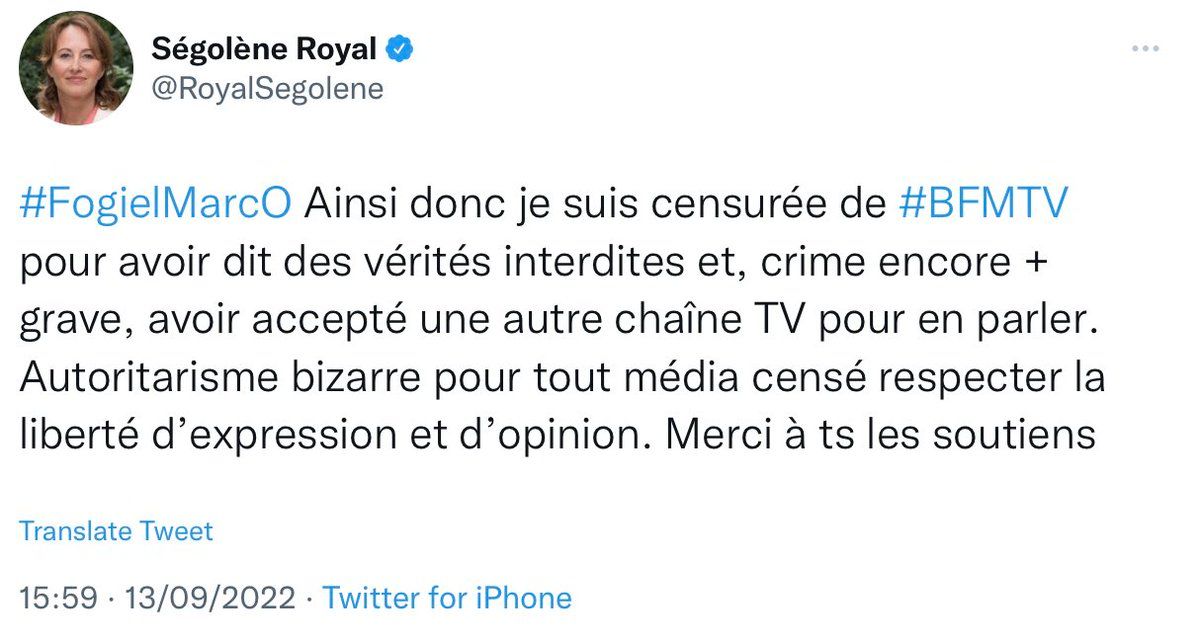 Ségolène Royal
@RoyalSegolene
#FogielMarcO Ainsi donc je suis censurée de #BFMTV
pour avoir dit des vérités interdites et, crime encore +
grave, avoir accepté une autre chaîne TV pour en parler.
Autoritarisme bizarre pour tout média censé respecter la
liberté d’expression et d’opinion. Merci à ts les soutiens
Translate Tweet
15:59 · 13/09/2022 · Twitter for iPhone